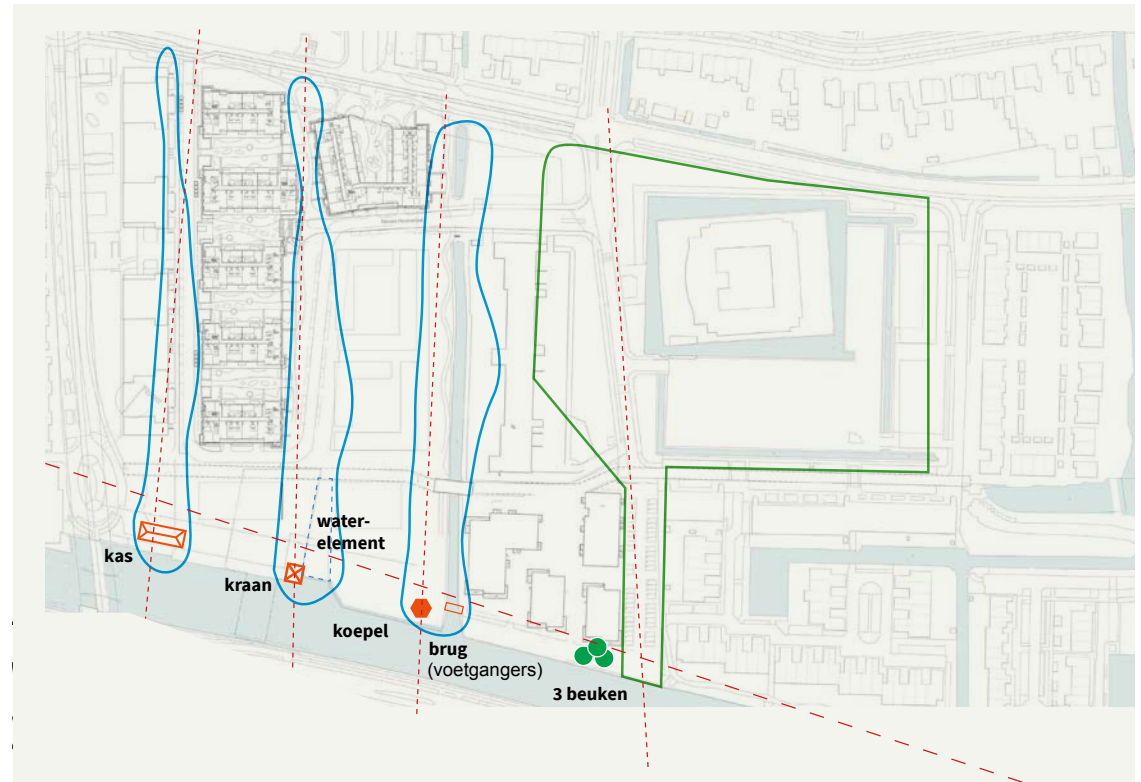 kas
water-
element
kraan
koepel
brug
(voetgangers)
3 beuken